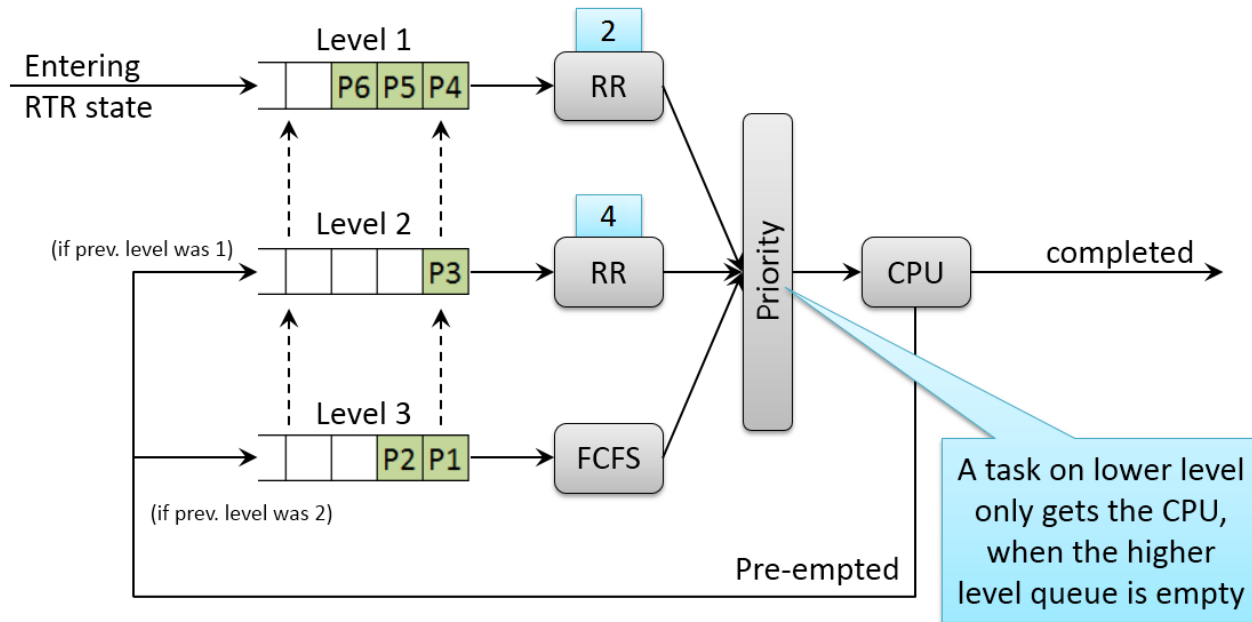 2
Level 1
Entering
RTR state
P6 P5 P4
RR
4
Level 2
(if prev. level was 1)
P3
RR
Priority
CPU
completed
Level 3
P2 P1
FCFS
(if prev. level was 2)
Pre-empted
A task on lower level
only gets the CPU,
when the higher
level queue is empty